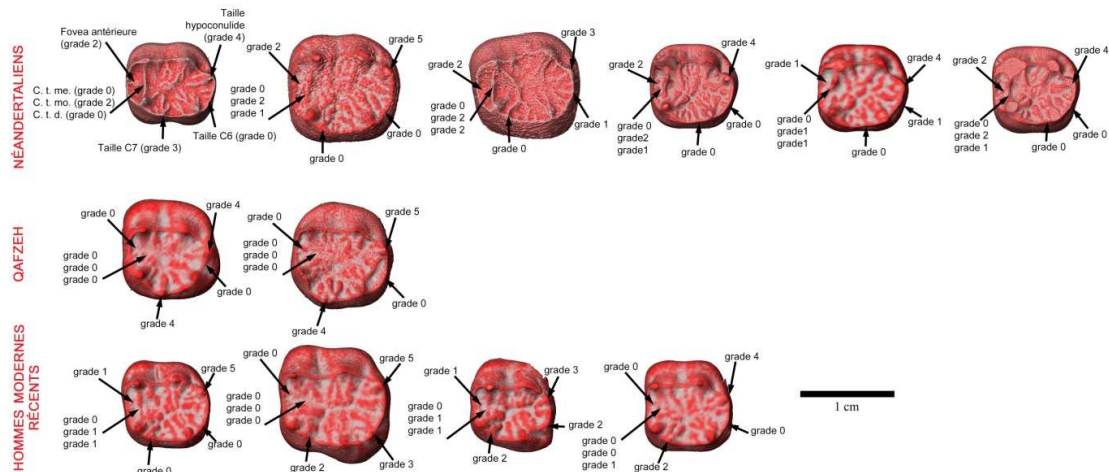 NÉANDERTALIENS
Fovea antérieure
(grade 2)
Taille
hypoconulide
(grade 4)
C. t. me. (grade 0)
C. t. mo. (grade 2)
C. t. d. (grade 0)
Taille C6 (grade 0)
Taille C7 (grade 3)
grade 2
grade 5
grade 0
grade 2
grade 1
grade 0
grade 0
grade 3
grade 2
grade 0
grade 2
grade 2
grade 1
grade 0
grade 4
grade 2
grade 0
grade2
grade1
grade 0
grade 0
grade 1
grade 4
grade 0
grade1
grade1
grade 1
grade 0
grade 4
grade 2
grade 0
grade 2
grade 1
grade 0
grade 0
QAFZEH
grade 0
grade 4
grade 0
grade 0
grade 0
grade 0
grade 4
grade 0
grade 5
grade 0
grade 0
grade 0
grade 0
grade 4
HOMMES MODERNES
RÉCENTS
grade 1
grade 5
grade 0
grade 1
grade 1
grade 0
grade 0
grade 0
grade 5
grade 0
grade 0
grade 0
grade 2
grade 3
grade 1
grade 3
grade 0
grade 1
grade 1
grade 2
grade 2
grade 0
grade 4
grade 0
grade 0
grade 1
grade 0
grade 2
1 cm